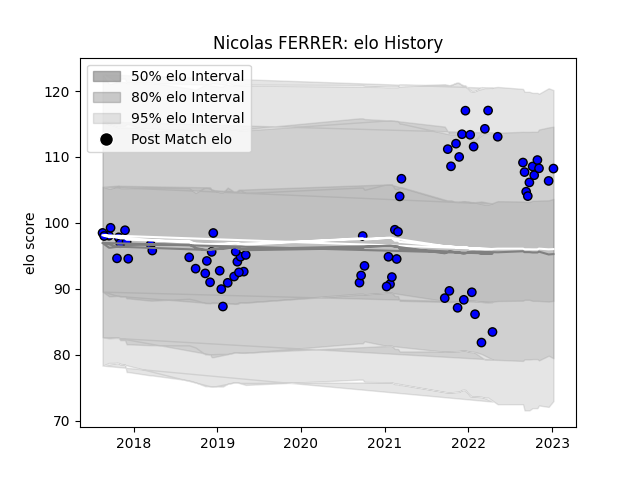 Nicolas FERRER: elo History
50% elo Interval
80% elo Interval
95% elo Interval
Post Match elo
elo score
120
110
100
90
80
70
2018
2019
2020
2021
2022
2023